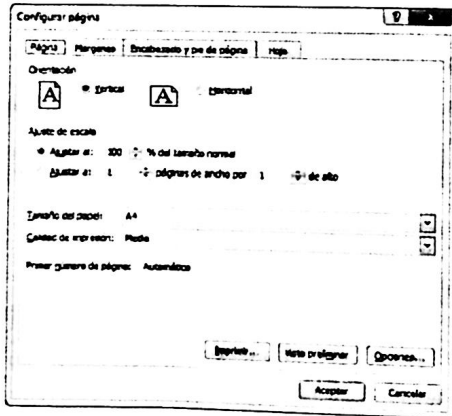 Configurar página
Página Márgenes Encabezado y pie de página Hoja
Orientación
A Vertical A Horizontal
Ajuste de escala
Ajustar al: 100 % del tamaño normal
Ajustar a: 1 páginas de ancho por 1 de alto
Tamaño del papel: A4
Calidad de impresión: Media
Primer número de página: Automático
Imprimir... Vista preliminar Opciones...
Aceptar Cancelar